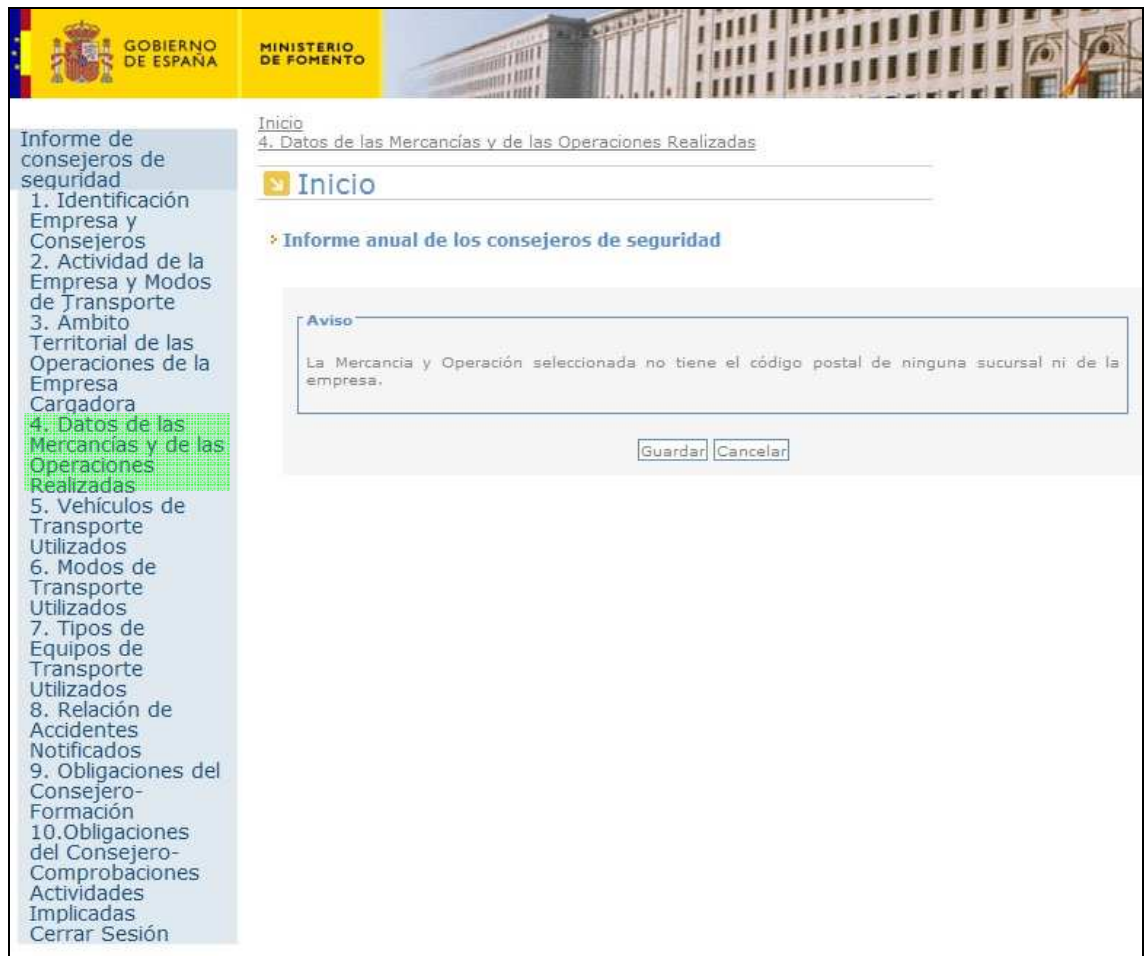 GOBIERNO
DE ESPAÑA
MINISTERIO
DE FOMENTO
Informe de
consejeros de
seguridad
1. Identificación
Empresa y
Consejeros
2. Actividad de la
Empresa y Modos
de Transporte
3. Ámbito
Territorial de las
Operaciones de la
Empresa
Cargadora
4. Datos de las
Mercancías y de las
Operaciones
Realizadas
5. Vehículos de
Transporte
Utilizados
6. Modos de
Transporte
Utilizados
7. Tipos de
Equipos de
Transporte
Utilizados
8. Relación de
Accidentes
Notificados
9. Obligaciones del
Consejero-
Formación
10.Obligaciones
del Consejero-
Comprobaciones
Actividades
Implicadas
Cerrar Sesión
Inicio
4. Datos de las Mercancías y de las Operaciones Realizadas
Inicio
Informe anual de los consejeros de seguridad
Aviso
La Mercancia y Operación seleccionada no tiene el código postal de ninguna sucursal ni de la
empresa.
Guardar Cancelar